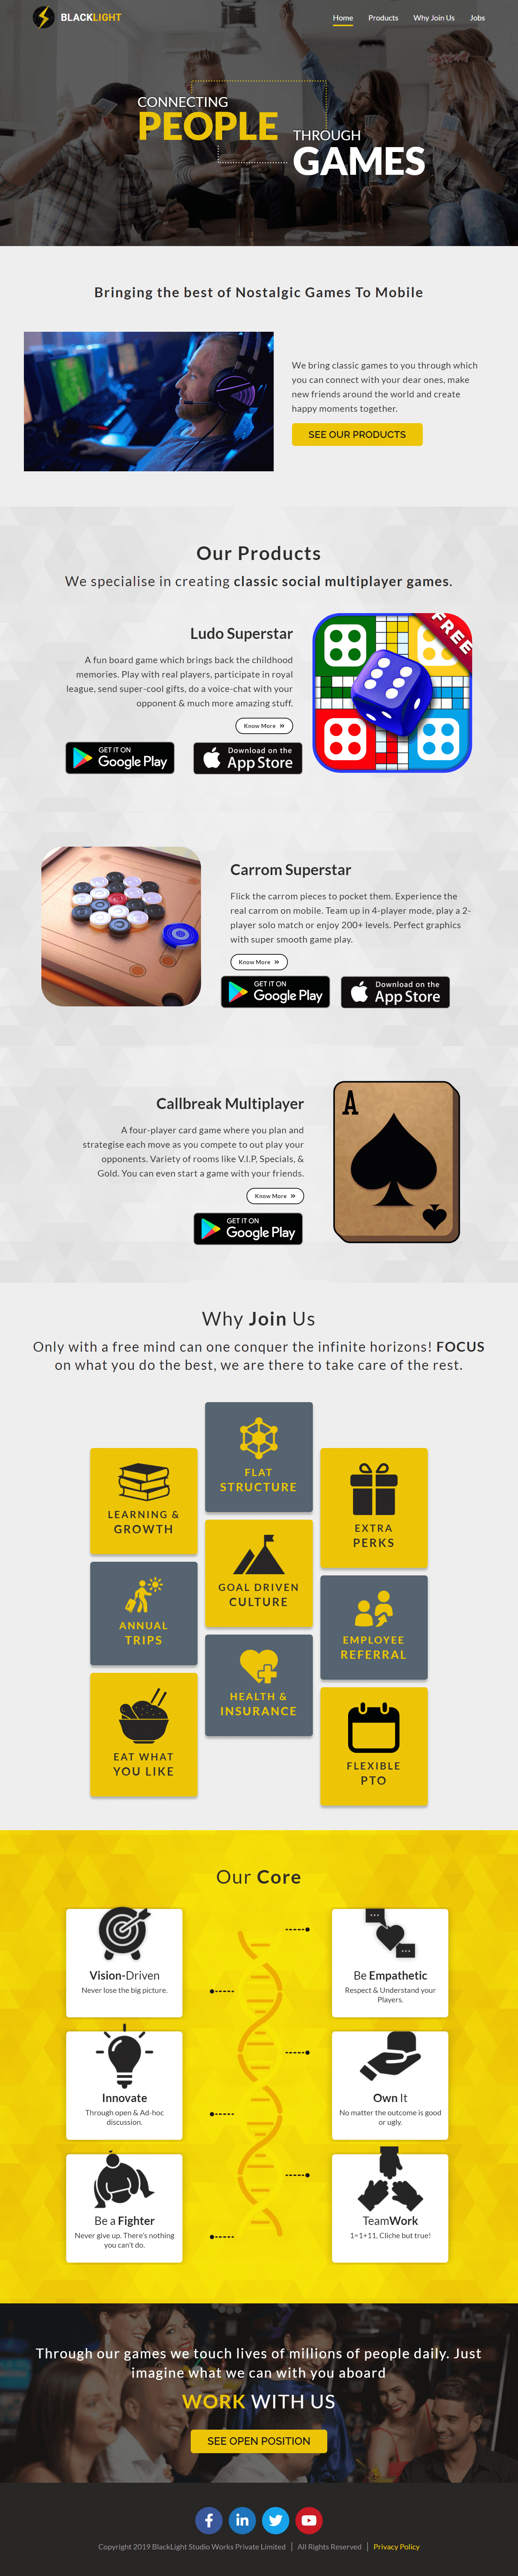 BLACKLIGHT
Home
Products
Why Join Us
Jobs
CONNECTING
PEOPLE
THROUGH
GAMES
Bringing the best of Nostalgic Games To Mobile
We bring classic games to you through which
you can connect with your dear ones, make
new friends around the world and create
happy moments together.
SEE OUR PRODUCTS
Our Products
We specialise in creating classic social multiplayer games.
Ludo Superstar
A fun board game which brings back the childhood
memories. Play with real players, participate in royal
league, send super-cool gifts, do a voice-chat with your
opponent & much more amazing stuff.
Know More »
GET IT ON
Google Play
Download on the
App Store
FREE
Carrom Superstar
Flick the carrom pieces to pocket them. Experience the
real carrom on mobile. Team up in 4-player mode, play a 2-
player solo match or enjoy 200+ levels. Perfect graphics
with super smooth game play.
Know More »
GET IT ON
Google Play
Download on the
App Store
Callbreak Multiplayer
A four-player card game where you plan and
strategise each move as you compete to out play your
opponents. Variety of rooms like V.I.P, Specials, &
Gold. You can even start a game with your friends.
Know More »
GET IT ON
Google Play
A
Why Join Us
Only with a free mind can one conquer the infinite horizons! FOCUS
on what you do the best, we are there to take care of the rest.
LEARNING &
GROWTH
ANNUAL
TRIPS
EAT WHAT
YOU LIKE
FLAT
STRUCTURE
GOAL DRIVEN
CULTURE
HEALTH &
INSURANCE
EXTRA
PERKS
EMPLOYEE
REFERRAL
FLEXIBLE
PTO
Our Core
Vision-Driven
Never lose the big picture.
Innovate
Through open & Ad-hoc
discussion.
Be a Fighter
Never give up. There's nothing
you can't do.
Be Empathetic
Respect & Understand your
Players.
Own It
No matter the outcome is good
or ugly.
TeamWork
1=1+11, Cliche but true!
Through our games we touch lives of millions of people daily. Just
imagine what we can with you aboard
WORK WITH US
SEE OPEN POSITION
Copyright 2019 BlackLight Studio Works Private Limited | All Rights Reserved | Privacy Policy